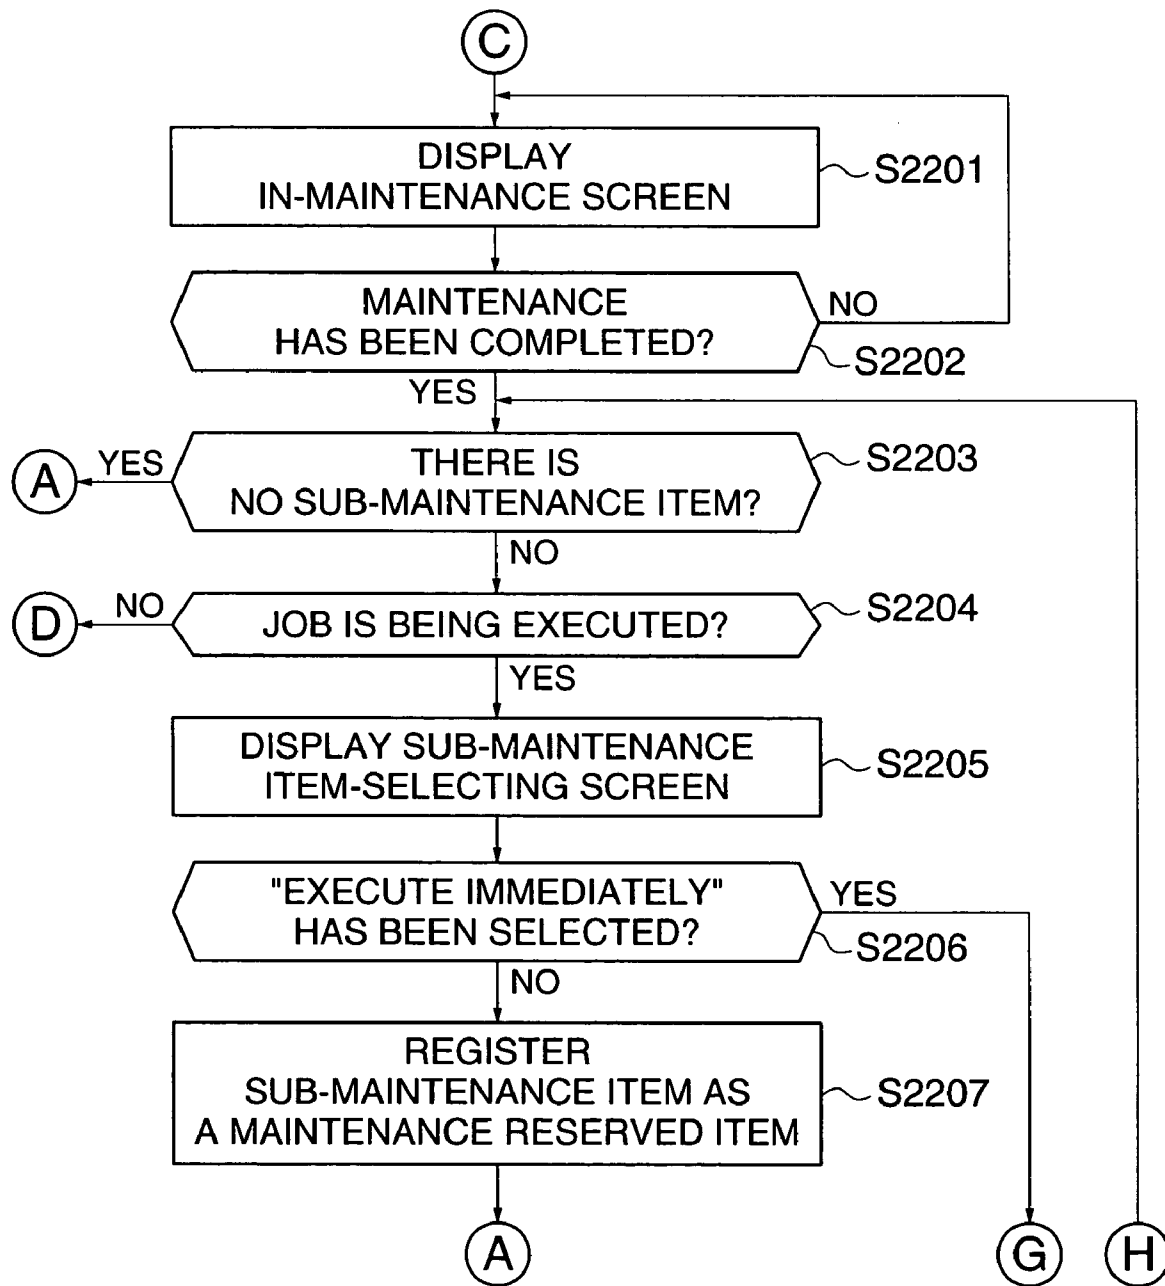 C
DISPLAY
IN-MAINTENANCE SCREEN
S2201
MAINTENANCE
HAS BEEN COMPLETED?
NO
S2202
YES
THERE IS
NO SUB-MAINTENANCE ITEM?
S2203
YES
A
NO
JOB IS BEING EXECUTED?
S2204
NO
D
YES
DISPLAY SUB-MAINTENANCE
ITEM-SELECTING SCREEN
S2205
"EXECUTE IMMEDIATELY"
HAS BEEN SELECTED?
YES
S2206
NO
REGISTER
SUB-MAINTENANCE ITEM AS
A MAINTENANCE RESERVED ITEM
S2207
A
G
H